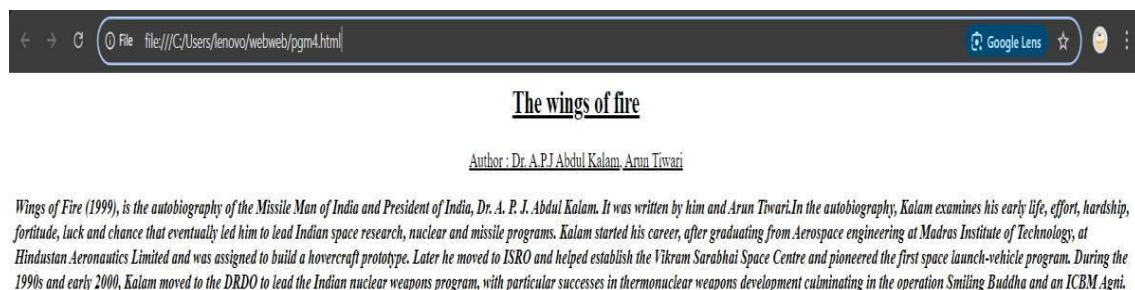 File file:///C:/Users/lenovo/webweb/pgm4.html Google Lens
The wings of fire
Author : Dr. A.P.J Abdul Kalam, Arun Tiwari
Wings of Fire (1999), is the autobiography of the Missile Man of India and President of India, Dr. A. P. J. Abdul Kalam. It was written by him and Arun Tiwari.In the autobiography, Kalam examines his early life, effort, hardship,
fortitude, luck and chance that eventually led him to lead Indian space research, nuclear and missile programs. Kalam started his career, after graduating from Aerospace engineering at Madras Institute of Technology, at
Hindustan Aeronautics Limited and was assigned to build a hovercraft prototype. Later he moved to ISRO and helped establish the Vikram Sarabhai Space Centre and pioneered the first space launch-vehicle program. During the
1990s and early 2000, Kalam moved to the DRDO to lead the Indian nuclear weapons program, with particular successes in thermonuclear weapons development culminating in the operation Smiling Buddha and an ICBM Agni.